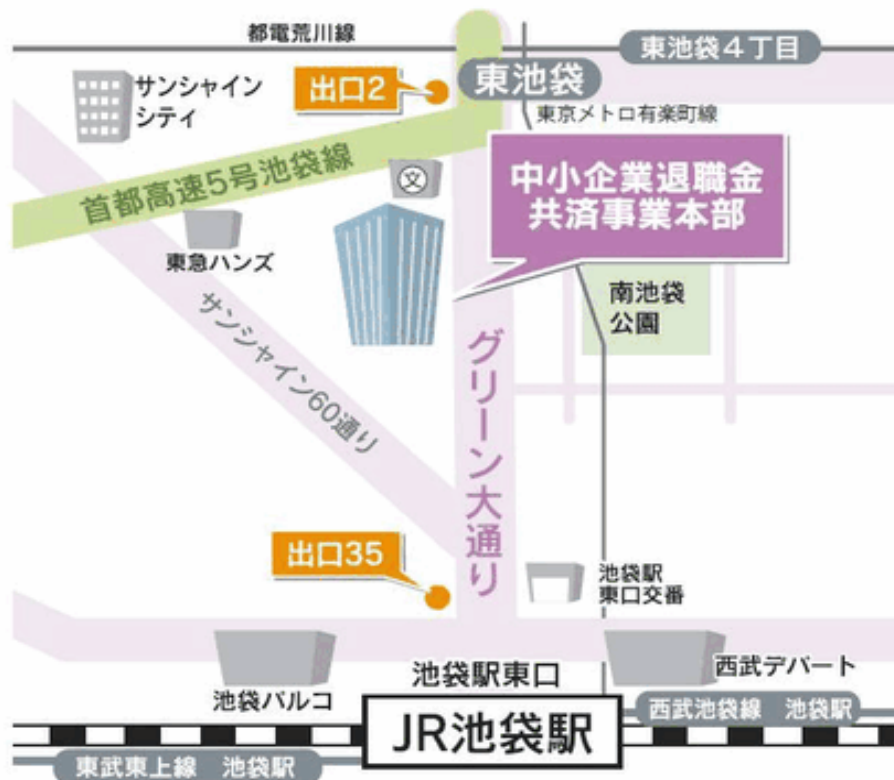 都電荒川線
東池袋4丁目
サンシャイン
シティ
出口2
東池袋
東京メトロ有楽町線
首都高速5号池袋線
文
中小企業退職金
共済事業本部
東急ハンズ
南池袋
公園
サンシャイン60通り
グリーン大通り
出口35
池袋駅
東口交番
池袋パルコ
池袋駅東口
西武デパート
JR池袋駅
西武池袋線 池袋駅
東武東上線 池袋駅